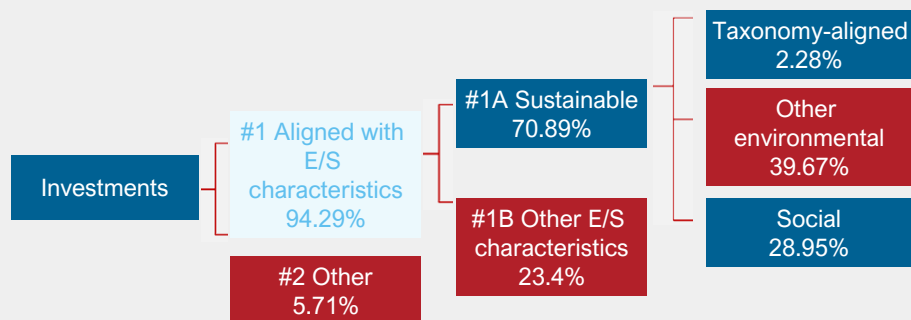 Investments
#1 Aligned with
E/S
characteristics
94.29%
#2 Other
5.71%
#1A Sustainable
70.89%
#1B Other E/S
characteristics
23.4%
Taxonomy-aligned
2.28%
Other
environmental
39.67%
Social
28.95%